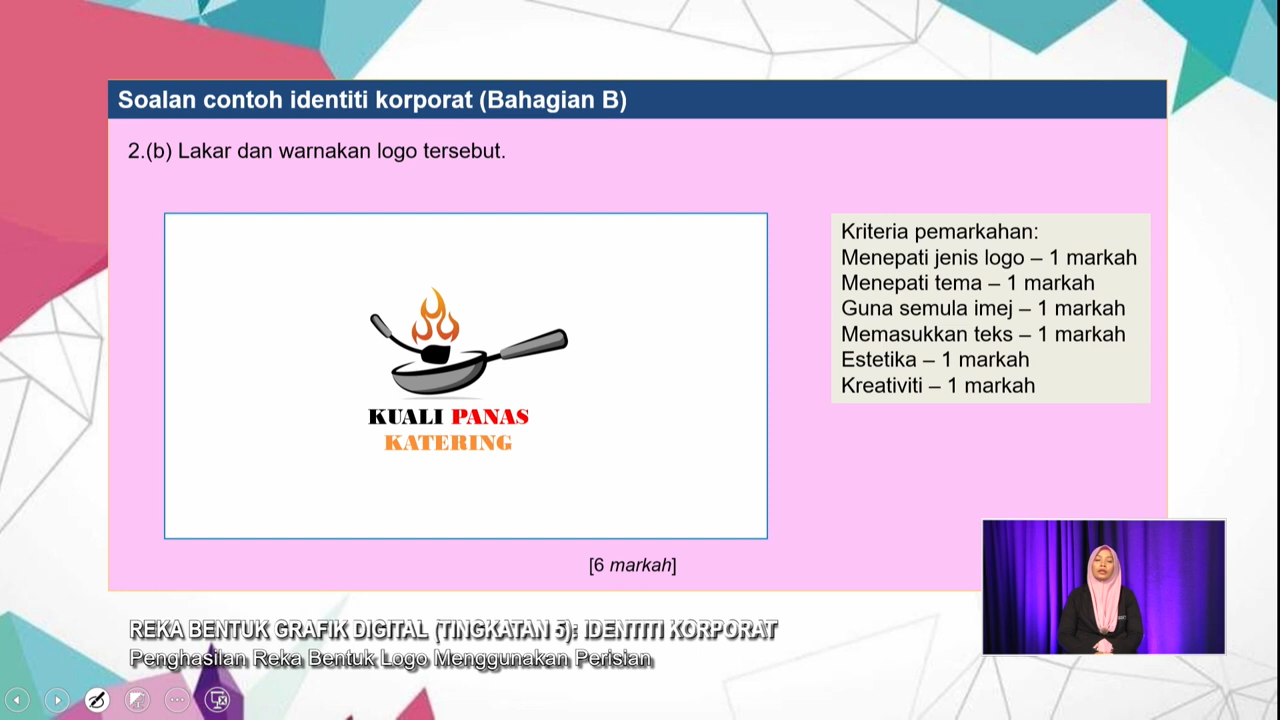 Soalan contoh identiti korporat (Bahagian B)
2.(b) Lakar dan warnakan logo tersebut.
KUALI PANAS
KATERING
[6 markah]
Kriteria pemarkahan:
Menepati jenis logo – 1 markah
Menepati tema – 1 markah
Guna semula imej – 1 markah
Memasukkan teks – 1 markah
Estetika – 1 markah
Kreativiti – 1 markah
REKA BENTUK GRAFIK DIGITAL (TINGKATAN 5): IDENTITI KORPORAT
Penghasilan Reka Bentuk Logo Menggunakan Perisian